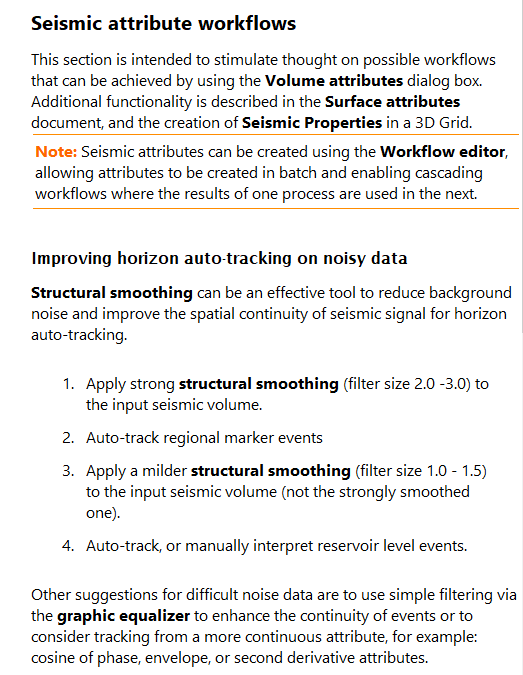 Seismic attribute workflows
This section is intended to stimulate thought on possible workflows
that can be achieved by using the Volume attributes dialog box.
Additional functionality is described in the Surface attributes
document, and the creation of Seismic Properties in a 3D Grid.
Note: Seismic attributes can be created using the Workflow editor,
allowing attributes to be created in batch and enabling cascading
workflows where the results of one process are used in the next.
Improving horizon auto-tracking on noisy data
Structural smoothing can be an effective tool to reduce background
noise and improve the spatial continuity of seismic signal for horizon
auto-tracking.
1. Apply strong structural smoothing (filter size 2.0 -3.0) to
the input seismic volume.
2. Auto-track regional marker events
3. Apply a milder structural smoothing (filter size 1.0 - 1.5)
to the input seismic volume (not the strongly smoothed
one).
4. Auto-track, or manually interpret reservoir level events.
Other suggestions for difficult noise data are to use simple filtering via
the graphic equalizer to enhance the continuity of events or to
consider tracking from a more continuous attribute, for example:
cosine of phase, envelope, or second derivative attributes.